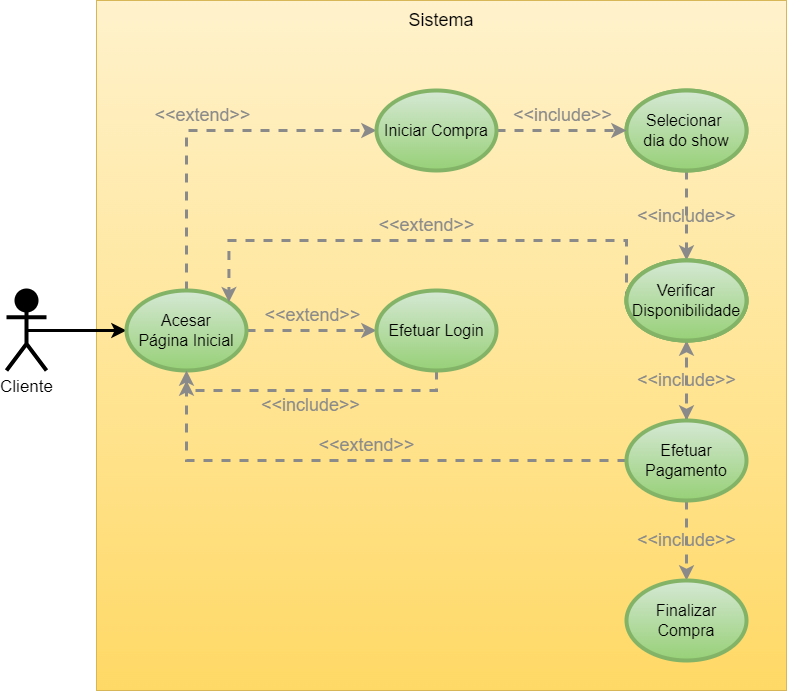 Sistema
<<extend>>
Iniciar Compra
<<include>>
Selecionar
dia do show
<<include>>
<<extend>>
Verificar
Disponibilidade
Acesar
Página Inicial
<<extend>>
Efetuar Login
Cliente
<<include>>
<<include>>
<<extend>>
Efetuar
Pagamento
<<include>>
Finalizar
Compra